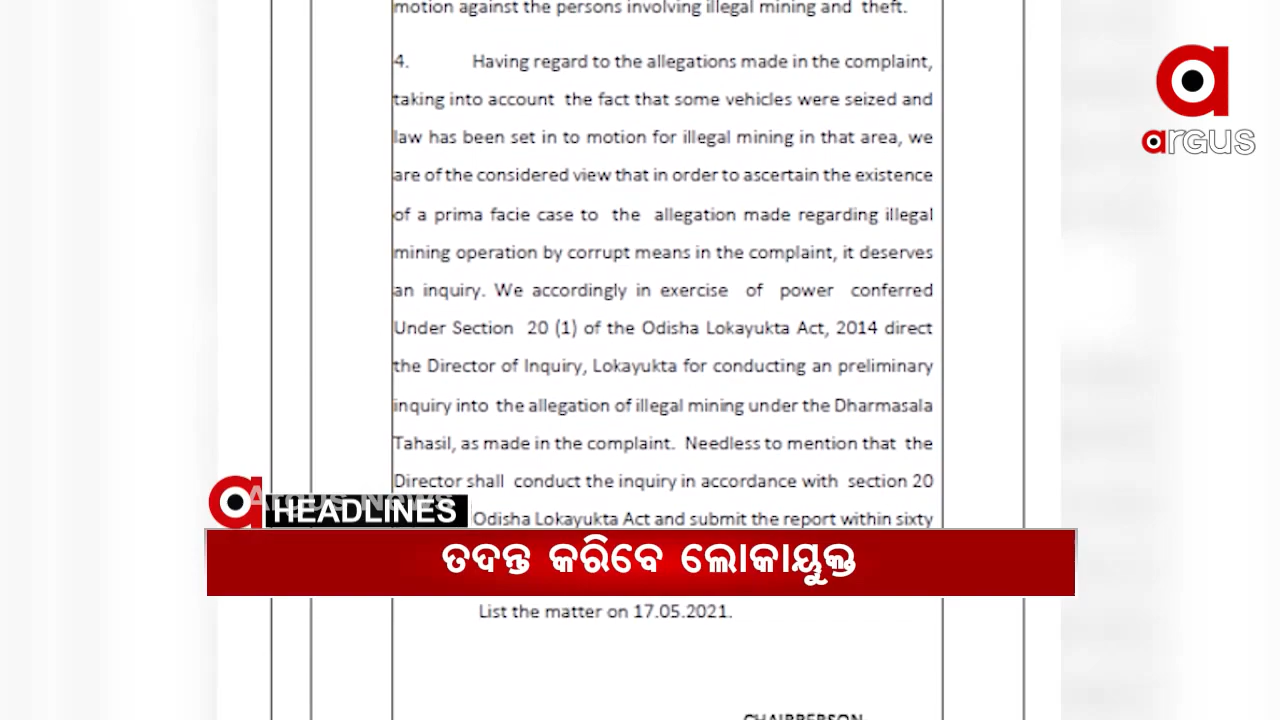 motion against the persons involving illegal mining and theft.
4. Having regard to the allegations made in the complaint,
taking into account the fact that some vehicles were seized and
law has been set in to motion for illegal mining in that area, we
are of the considered view that in order to ascertain the existence
of a prima facie case to the allegation made regarding illegal
mining operation by corrupt means in the complaint, it deserves
an inquiry. We accordingly in exercise of power conferred
Under Section 20 (1) of the Odisha Lokayukta Act, 2014 direct
the Director of Inquiry, Lokayukta for conducting an preliminary
inquiry into the allegation of illegal mining under the Dharmasala
Tahasil, as made in the complaint. Needless to mention that the
Director shall conduct the inquiry in accordance with section 20
Odisha Lokayukta Act and submit the report within sixty
List the matter on 17.05.2021.
CHAIRPERSON
argus
Argus News
HEADLINES
ତଦନ୍ତ କରିବେ ଲୋକାୟୁକ୍ତ